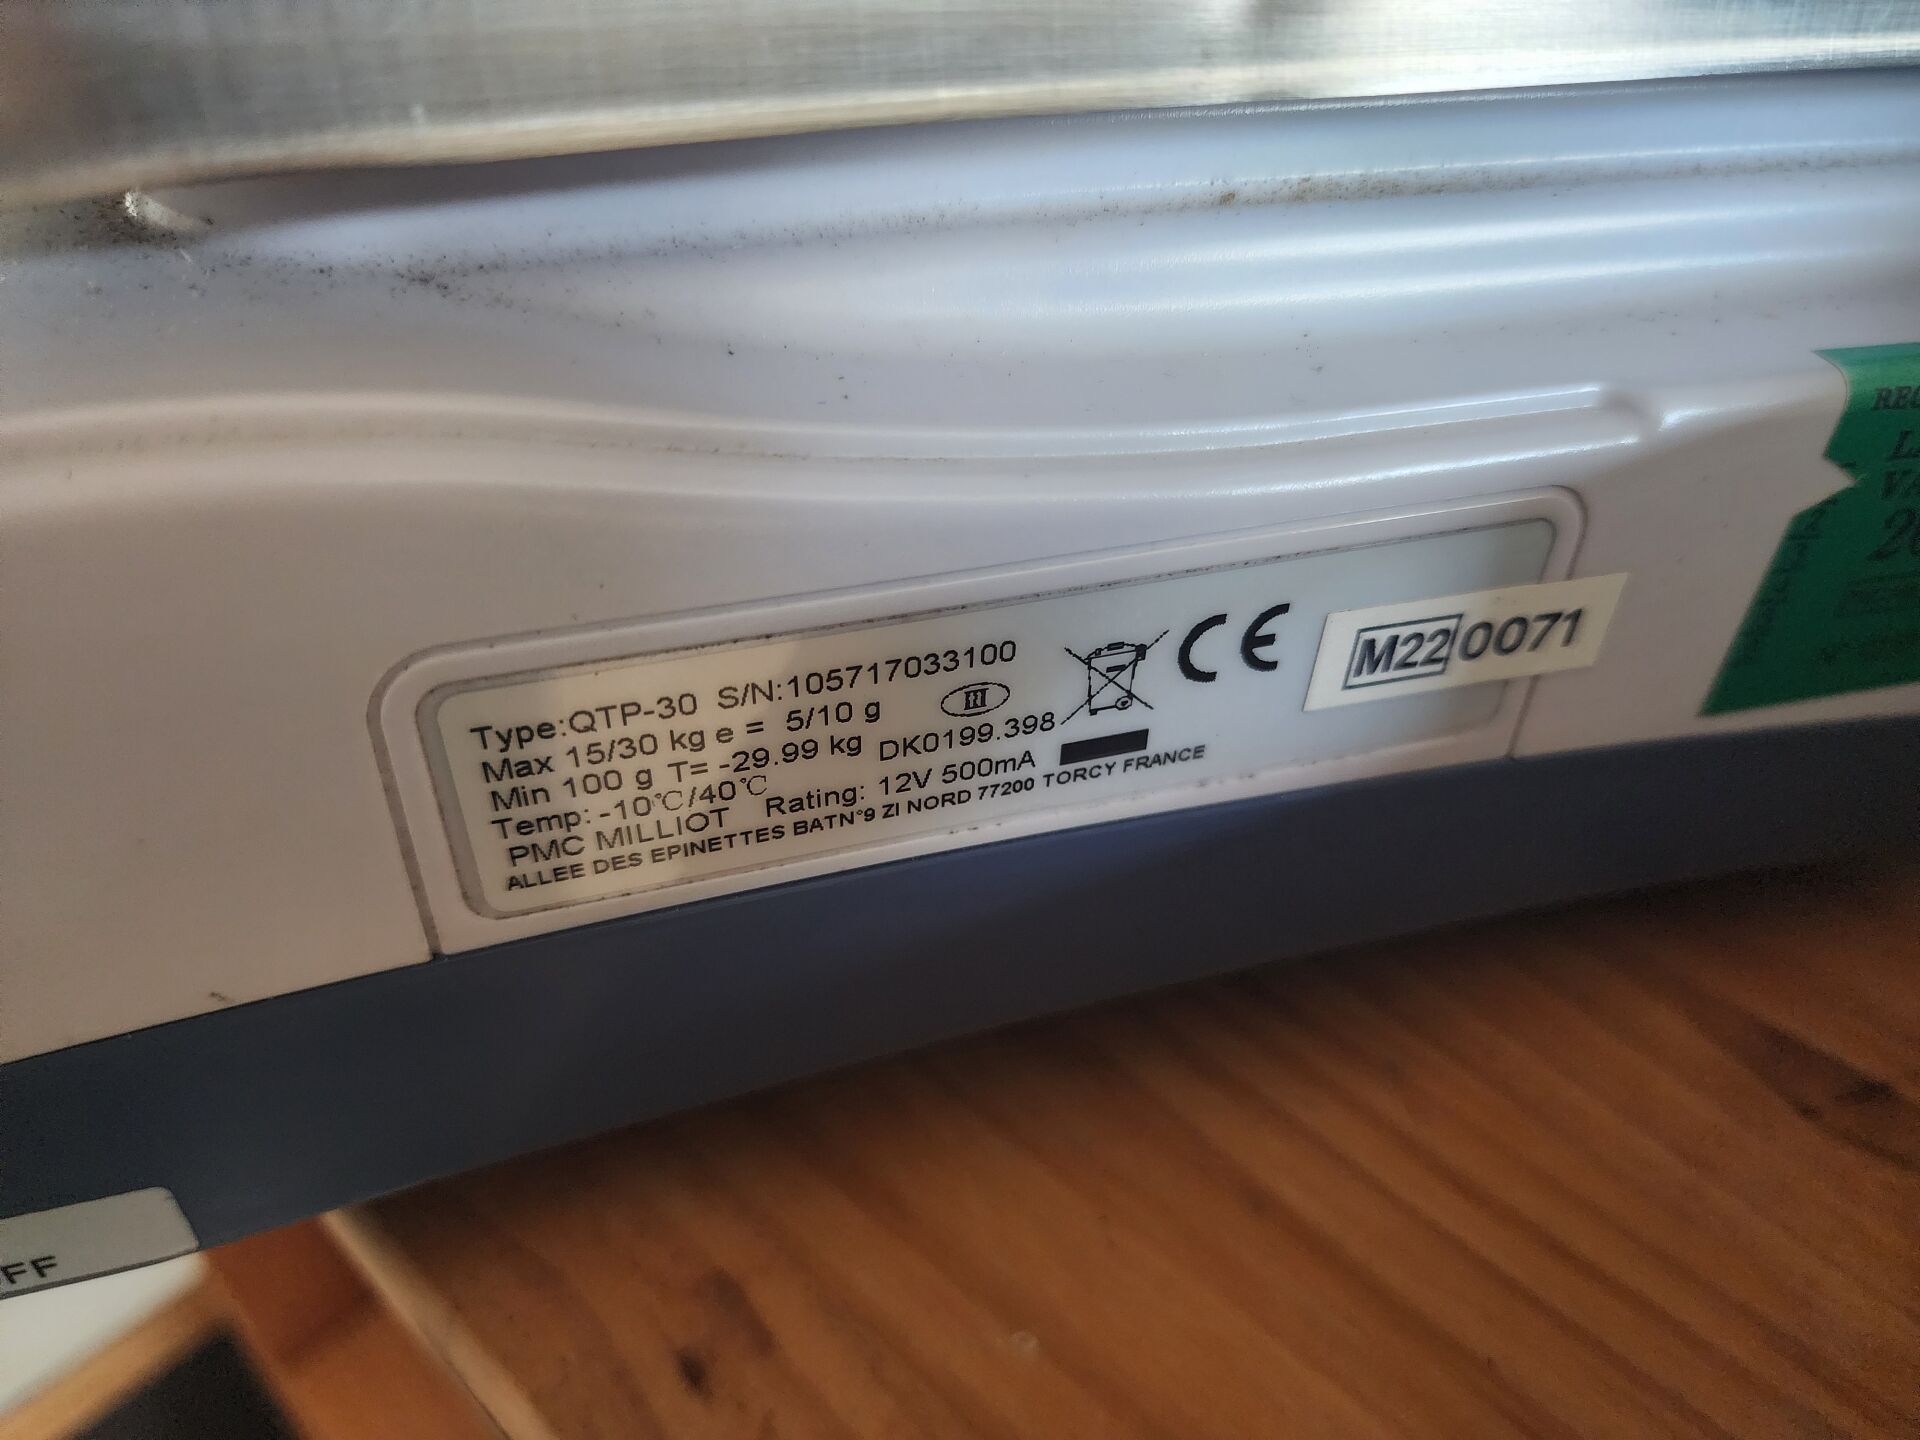 Type:QTP-30 S/N:105717033100
Max 15/30 kg e = 5/10 g III
Min 100 g T= -29.99 kg DK0199.398
Temp: -10°C/40°C Rating: 12V 500mA
PMC MILLIOT
ALLEE DES EPINETTES BATN°9 ZI NORD 77200 TORCY FRANCE
CE
M22 0071
FF